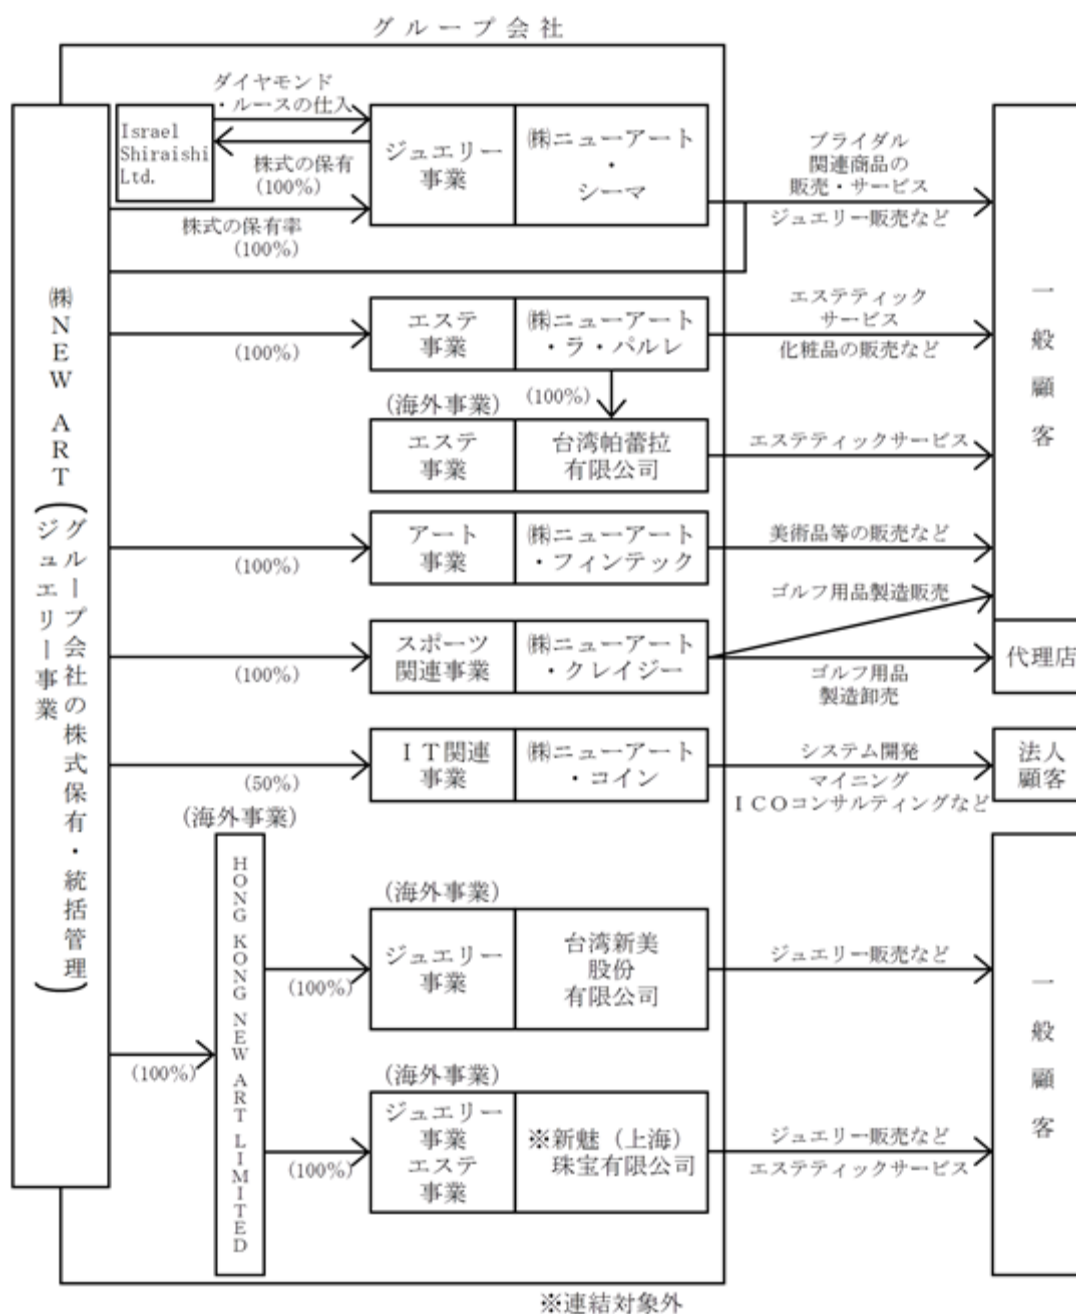 グループ会社
ダイヤモンド
・ルースの仕入
Israel
Shiraishi
Ltd.
株式の保有
(100%)
ジュエリー
事業
㈱ニューアート
・
シーマ
ブライダル
関連商品の
販売・サービス
ジュエリー販売など
株式の保有率
(100%)
㈱NEW ART
(グループ会社の株式保有・統括管理
ジュエリー事業)
(100%)
エステ
事業
㈱ニューアート
・ラ・パルレ
エステティック
サービス
化粧品の販売など
(100%)
(海外事業)
エステ
事業
台湾帕蕾拉
有限公司
エステティックサービス
一般顧客
(100%)
アート
事業
㈱ニューアート
・フィンテック
美術品等の販売など
ゴルフ用品製造販売
(100%)
スポーツ
関連事業
㈱ニューアート
・クレイジー
ゴルフ用品
製造卸売
代理店
(50%)
ＩＴ関連
事業
㈱ニューアート
・コイン
システム開発
マイニング
ＩＣＯコンサルティングなど
法人
顧客
(海外事業)
HONG KONG NEW ART LIMITED
(100%)
(海外事業)
(100%)
ジュエリー
事業
台湾新美
股份
有限公司
ジュエリー販売など
(海外事業)
(100%)
ジュエリー
事業
エステ
事業
※新魅（上海）
珠宝有限公司
ジュエリー販売など
エステティックサービス
一般顧客
※連結対象外